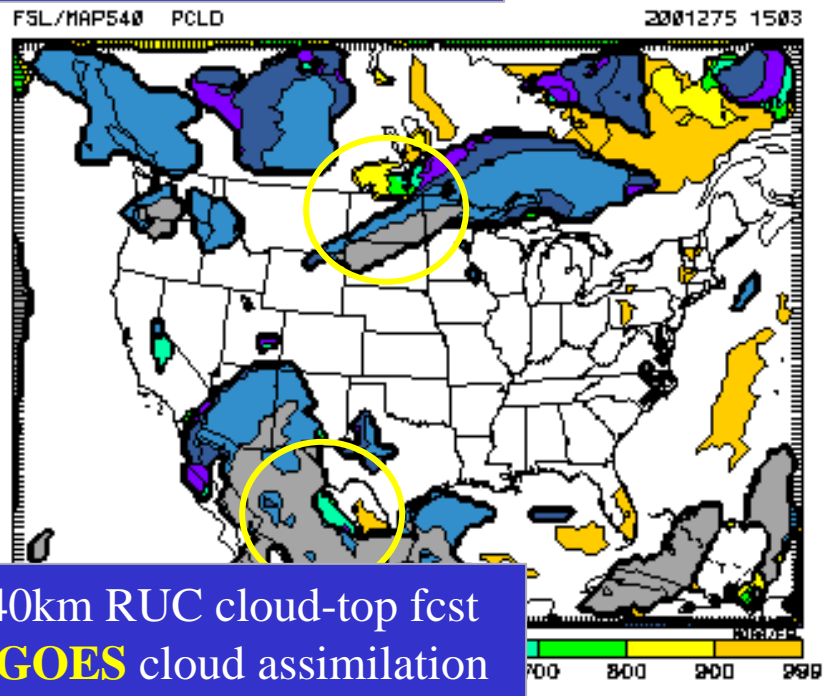 FSL/MAP540 PCLD 2001275 1503
40km RUC cloud-top fcst
GOES cloud assimilation
700 800 900 999